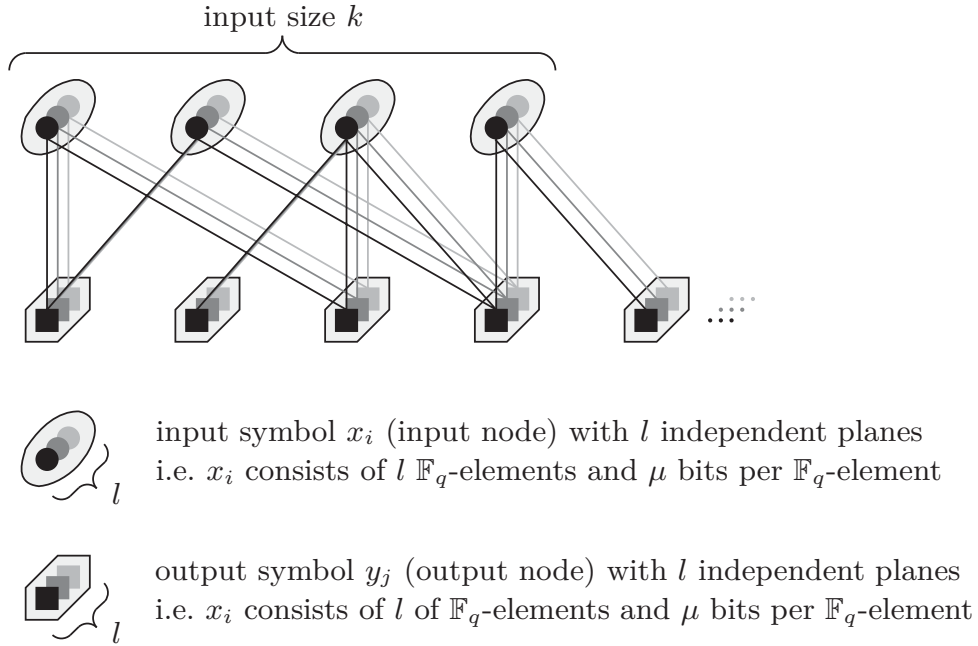 input size k
input symbol x_i (input node) with l independent planes
i.e. x_i consists of l 𝔽_q-elements and μ bits per 𝔽_q-element
l
output symbol y_j (output node) with l independent planes
i.e. x_i consists of l of 𝔽_q-elements and μ bits per 𝔽_q-element
l